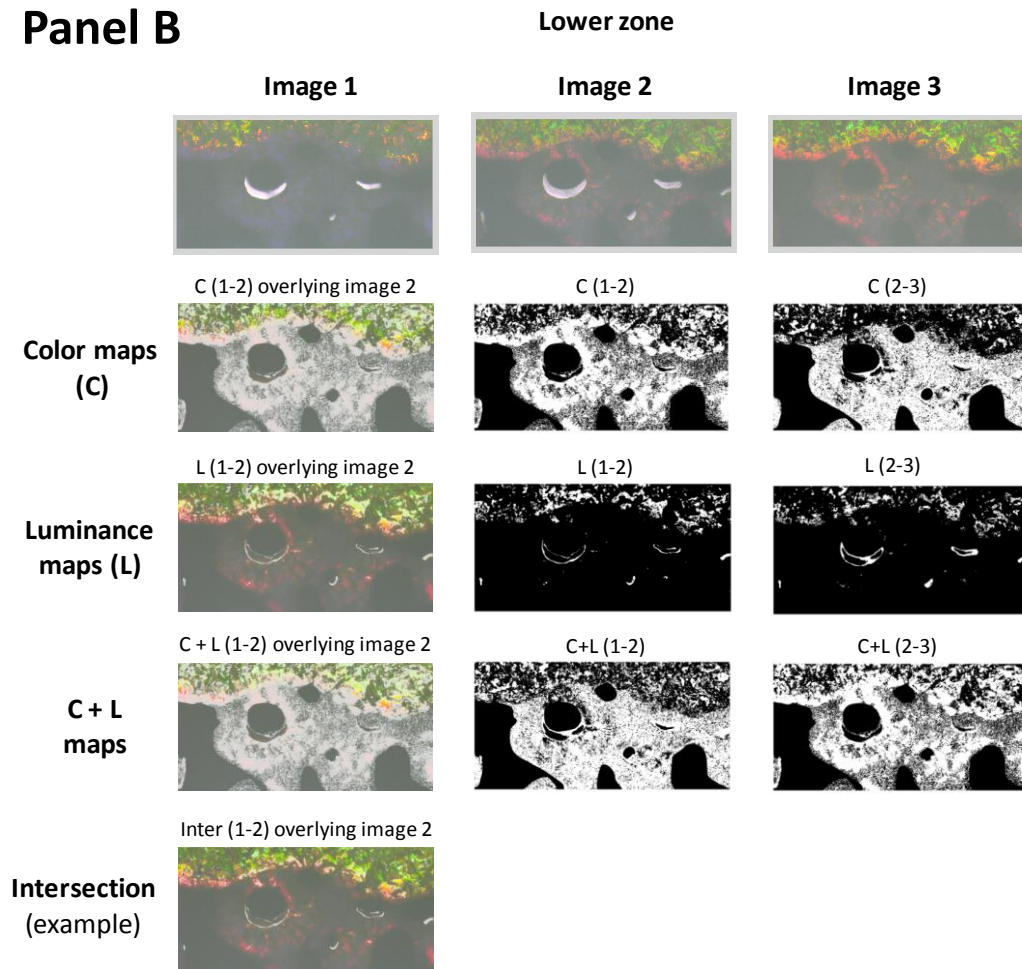 Panel B
Lower zone
Image 1
Image 2
Image 3
C (1-2) overlying image 2
C (1-2)
C (2-3)
Color maps
(C)
L (1-2) overlying image 2
L (1-2)
L (2-3)
Luminance
maps (L)
C + L (1-2) overlying image 2
C+L (1-2)
C+L (2-3)
C + L
maps
Inter (1-2) overlying image 2
Intersection
(example)